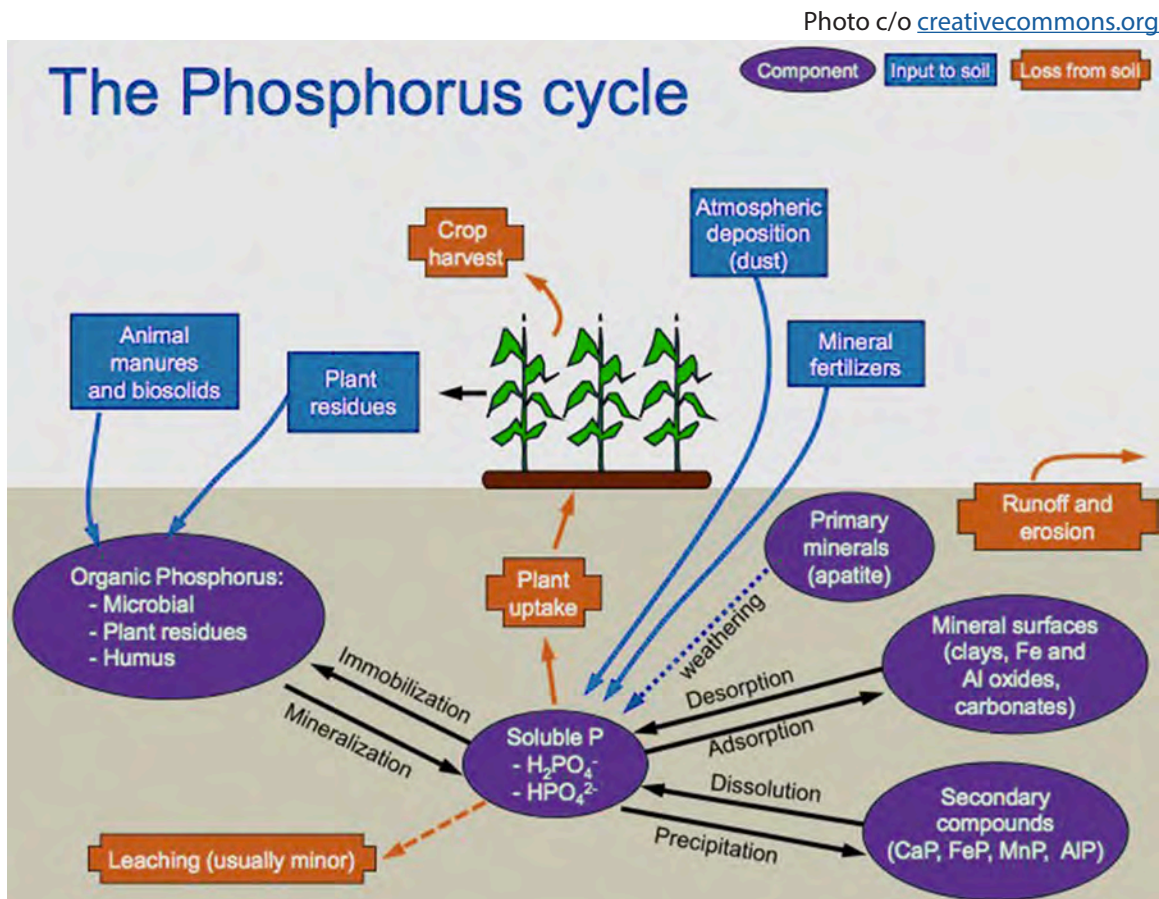 Photo c/o creativecommons.org
The Phosphorus cycle
Component
Input to soil
Loss from soil
Atmospheric
deposition
(dust)
Crop
harvest
Animal
manures
and biosolids
Plant
residues
Mineral
fertilizers
Runoff and
erosion
Primary
minerals
(apatite)
Organic Phosphorus:
- Microbial
- Plant residues
- Humus
Plant
uptake
weathering
Mineral surfaces
(clays, Fe and
Al oxides,
carbonates)
Immobilization
Mineralization
Desorption
Adsorption
Soluble P
- H₂PO₄⁻
- HPO₄²⁻
Dissolution
Precipitation
Secondary
compounds
(CaP, FeP, MnP, AlP)
Leaching (usually minor)